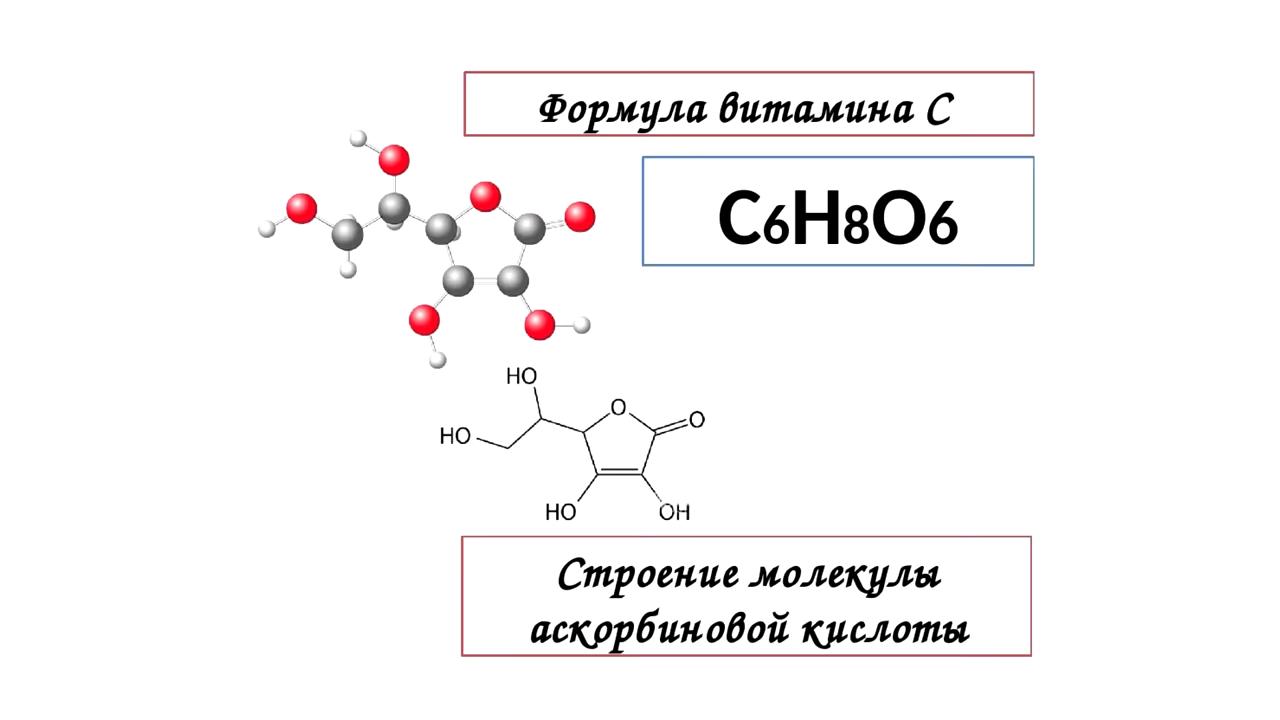 Формула витамина С
C6H8O6
HO
O
O
HO
HO
OH
Строение молекулы
аскорбиновой кислоты